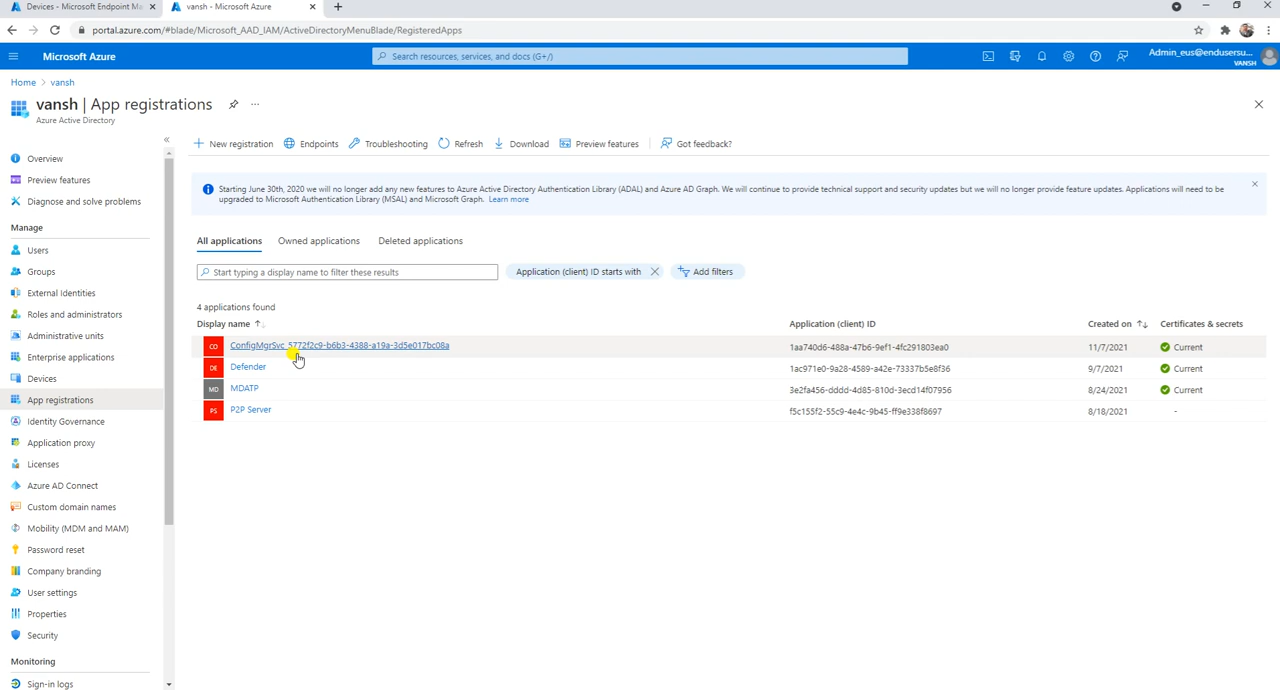 Devices - Microsoft Endpoint Ma
vansh - Microsoft Azure
portal.azure.com/#blade/Microsoft_AAD_IAM/ActiveDirectoryMenuBlade/RegisteredApps
Microsoft Azure
Search resources, services, and docs (G+/)
Admin_eus@endusersu...
VANSH
Home > vansh
vansh | App registrations
Azure Active Directory
New registration
Endpoints
Troubleshooting
Refresh
Download
Preview features
Got feedback?
Overview
Preview features
Diagnose and solve problems
Manage
Users
Groups
External Identities
Roles and administrators
Administrative units
Enterprise applications
Devices
App registrations
Identity Governance
Application proxy
Licenses
Azure AD Connect
Custom domain names
Mobility (MDM and MAM)
Password reset
Company branding
User settings
Properties
Security
Monitoring
Sign-in logs
Starting June 30th, 2020 we will no longer add any new features to Azure Active Directory Authentication Library (ADAL) and Azure AD Graph. We will continue to provide technical support and security updates but we will no longer provide feature updates. Applications will need to be
upgraded to Microsoft Authentication Library (MSAL) and Microsoft Graph. Learn more
All applications
Owned applications
Deleted applications
Start typing a display name to filter these results
Application (client) ID starts with
Add filters
4 applications found
Display name Application (client) ID Created on Certificates & secrets
CO ConfigMgrSvc_5772f2c9-b6b3-4388-a19a-3d5e017bc08a 1aa740d6-488a-47b6-9ef1-4fc291803ea0 11/7/2021 Current
DE Defender 1ac971e0-9a28-4589-a42e-73337b5e8f36 9/7/2021 Current
MD MDATP 3e2fa456-dddd-4d85-810d-3ecd14f07956 8/24/2021 Current
PS P2P Server f5c155f2-55c9-4e4c-9b45-ff9e338f8697 8/18/2021 -